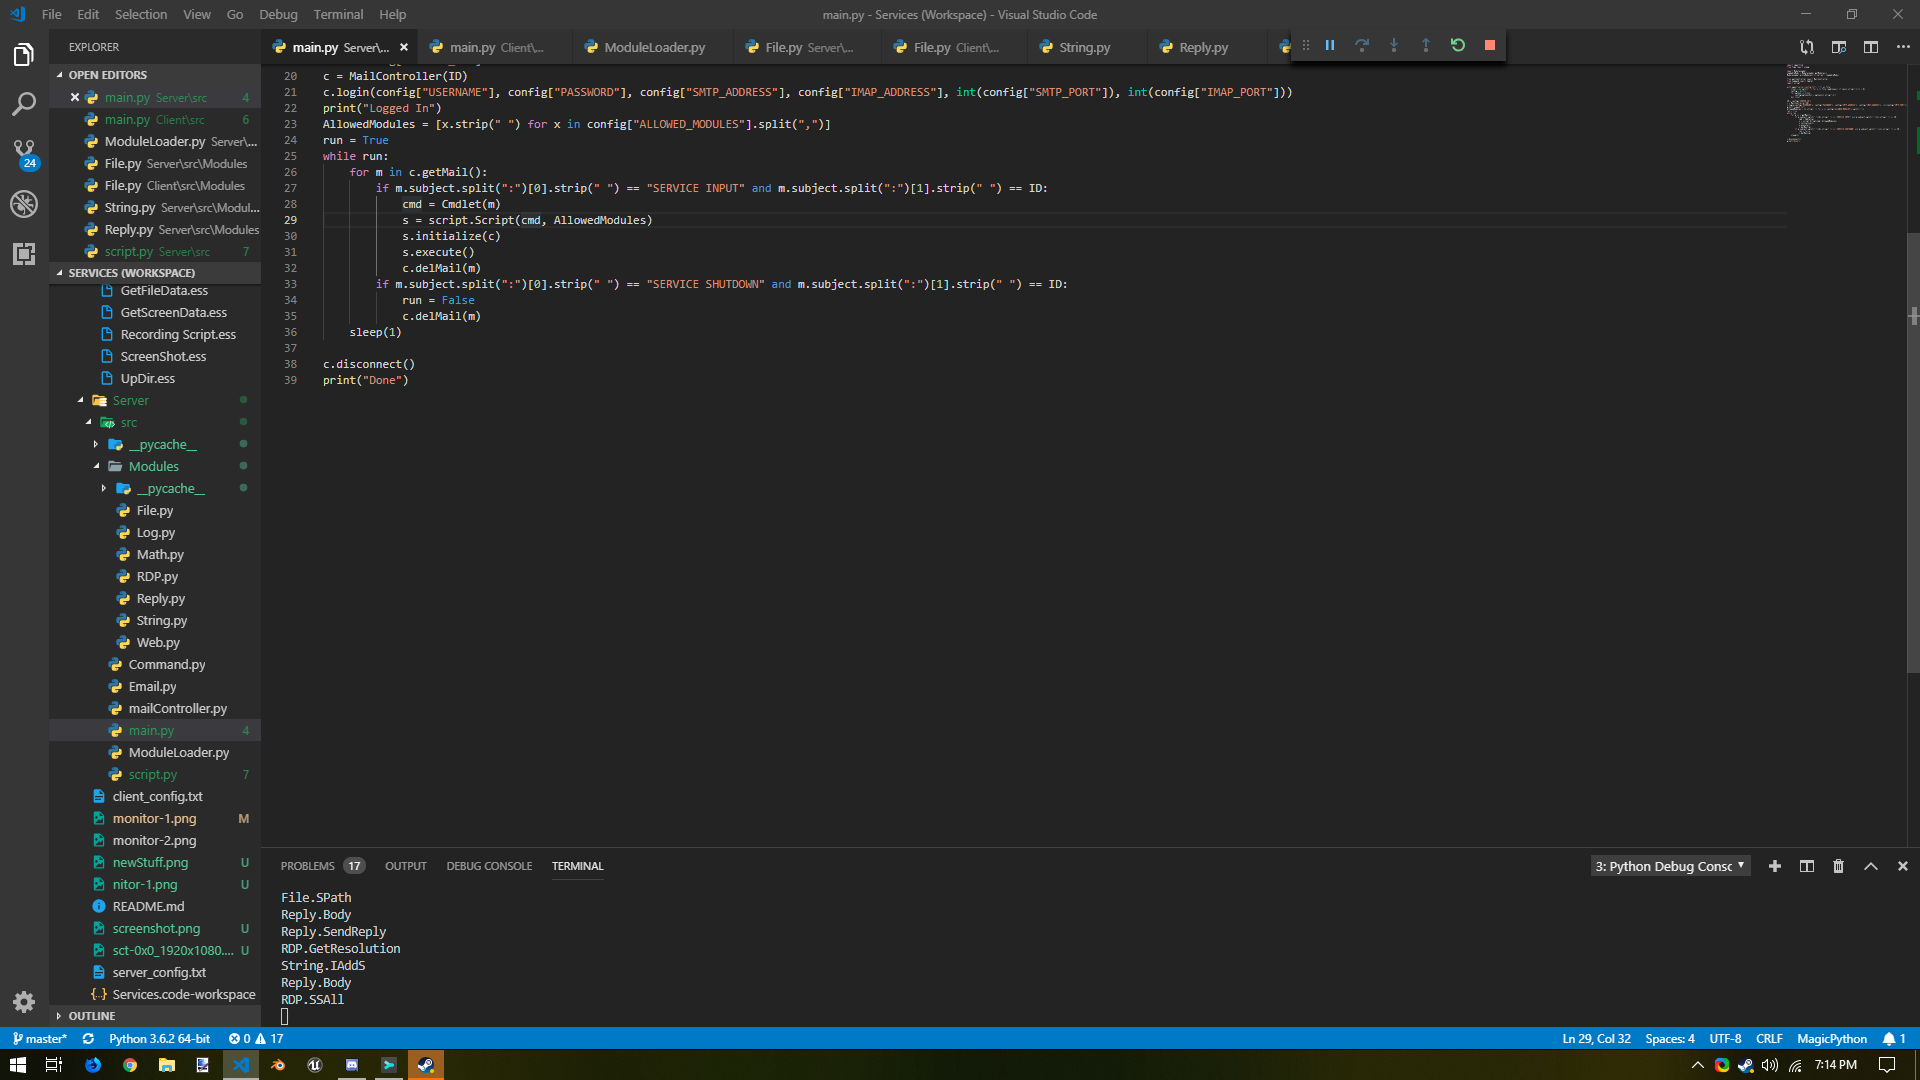 File Edit Selection View Go Debug Terminal Help
main.py - Services (Workspace) - Visual Studio Code
EXPLORER
main.py Server\... main.py Client\... ModuleLoader.py File.py Server\... File.py Client\... String.py Reply.py
OPEN EDITORS
main.py Server\src 4
main.py Client\src 6
ModuleLoader.py Server\...
File.py Server\src\Modules
File.py Client\src\Modules
String.py Server\src\Modul...
Reply.py Server\src\Modules
script.py Server\src 7
24
SERVICES (WORKSPACE)
GetFileData.ess
GetScreenData.ess
Recording Script.ess
ScreenShot.ess
UpDir.ess
Server
src
__pycache__
Modules
__pycache__
File.py
Log.py
Math.py
RDP.py
Reply.py
String.py
Web.py
Command.py
Email.py
mailController.py
main.py 4
ModuleLoader.py
script.py 7
client_config.txt
monitor-1.png M
monitor-2.png
newStuff.png U
nitor-1.png U
README.md
screenshot.png U
sct-0x0_1920x1080.... U
server_config.txt
{..} Services.code-workspace
OUTLINE
20 c = MailController(ID)
21 c.login(config["USERNAME"], config["PASSWORD"], config["SMTP_ADDRESS"], config["IMAP_ADDRESS"], int(config["SMTP_PORT"]), int(config["IMAP_PORT"]))
22 print("Logged In")
23 AllowedModules = [x.strip(" ") for x in config["ALLOWED_MODULES"].split(",")]
24 run = True
25 while run:
26 for m in c.getMail():
27 if m.subject.split(":")[0].strip(" ") == "SERVICE INPUT" and m.subject.split(":")[1].strip(" ") == ID:
28 cmd = Cmdlet(m)
29 s = script.Script(cmd, AllowedModules)
30 s.initialize(c)
31 s.execute()
32 c.delMail(m)
33 if m.subject.split(":")[0].strip(" ") == "SERVICE SHUTDOWN" and m.subject.split(":")[1].strip(" ") == ID:
34 run = False
35 c.delMail(m)
36 sleep(1)
37
38 c.disconnect()
39 print("Done")
PROBLEMS 17 OUTPUT DEBUG CONSOLE TERMINAL
3: Python Debug Consc
File.SPath
Reply.Body
Reply.SendReply
RDP.GetResolution
String.IAddS
Reply.Body
RDP.SSAll
master* Python 3.6.2 64-bit 0 17
Ln 29, Col 32 Spaces: 4 UTF-8 CRLF MagicPython 1
7:14 PM